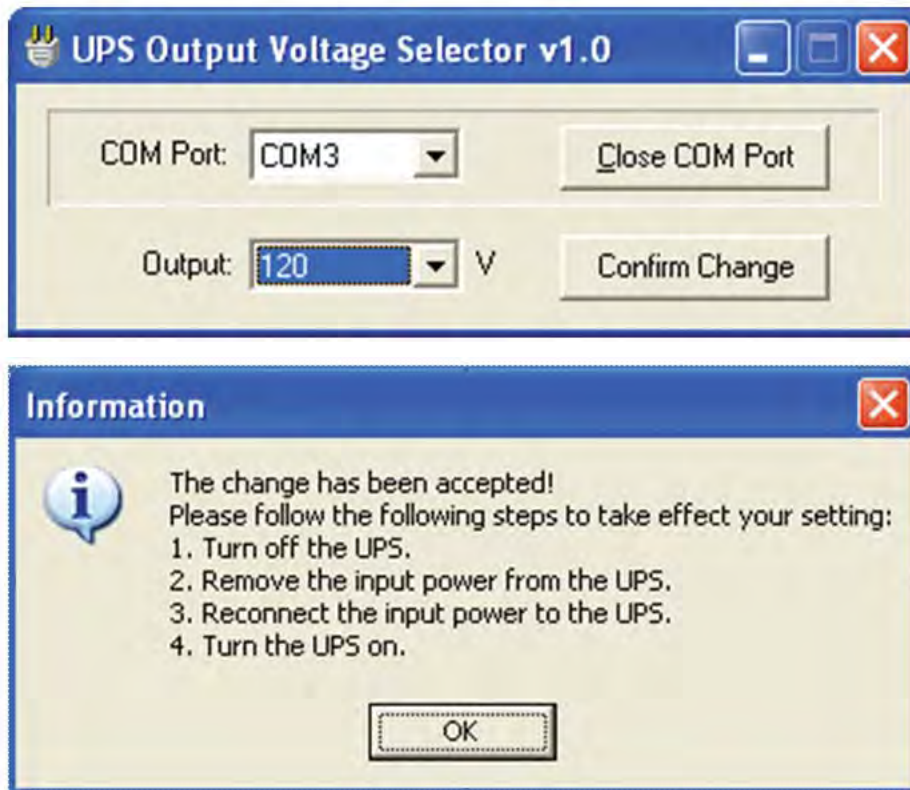 UPS Output Voltage Selector v1.0
COM Port: COM3 Close COM Port
Output: 120 V Confirm Change
Information
The change has been accepted!
Please follow the following steps to take effect your setting:
1. Turn off the UPS.
2. Remove the input power from the UPS.
3. Reconnect the input power to the UPS.
4. Turn the UPS on.
OK